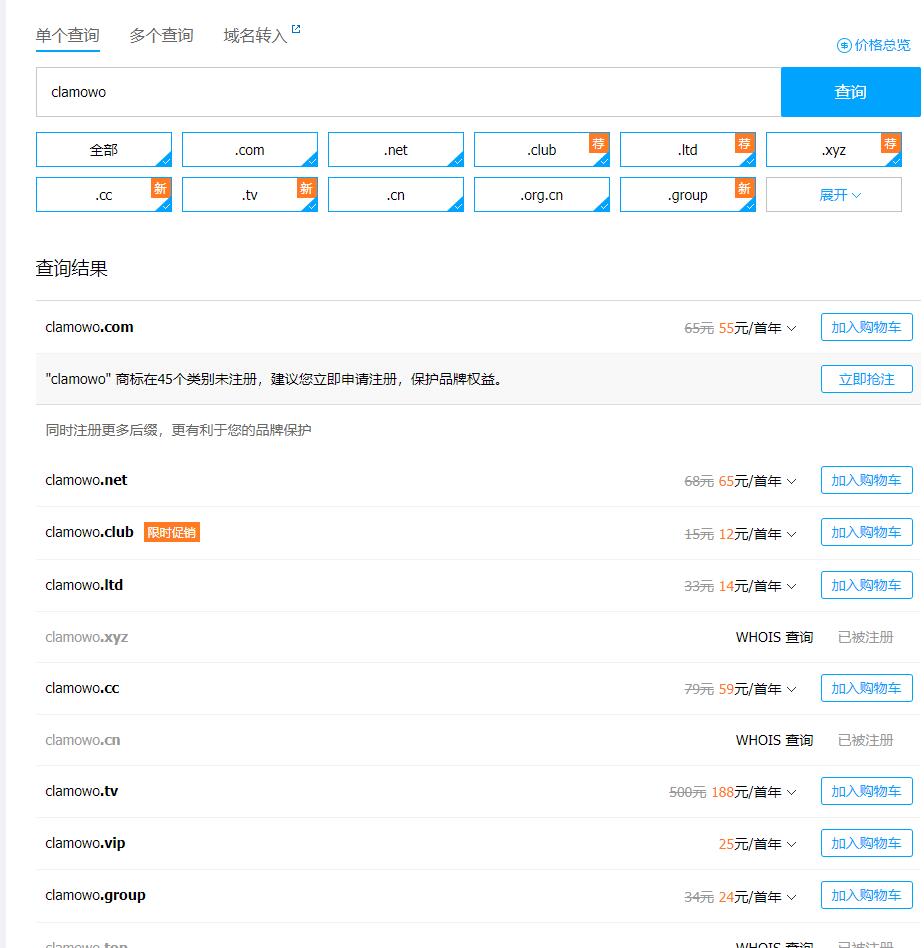 单个查询 多个查询 域名转入
价格总览
clamowo 查询
全部 .com .net .club 荐 .ltd 荐 .xyz 荐
.cc 新 .tv 新 .cn .org.cn .group 新 展开
查询结果
clamowo.com 65元 55元/首年 加入购物车
"clamowo" 商标在45个类别未注册，建议您立即申请注册，保护品牌权益。 立即抢注
同时注册更多后缀，更有利于您的品牌保护
clamowo.net 68元 65元/首年 加入购物车
clamowo.club 限时促销 15元 12元/首年 加入购物车
clamowo.ltd 33元 14元/首年 加入购物车
clamowo.xyz WHOIS 查询 已被注册
clamowo.cc 79元 59元/首年 加入购物车
clamowo.cn WHOIS 查询 已被注册
clamowo.tv 500元 188元/首年 加入购物车
clamowo.vip 25元/首年 加入购物车
clamowo.group 34元 24元/首年 加入购物车
clamowo.top WHOIS 查询 已被注册